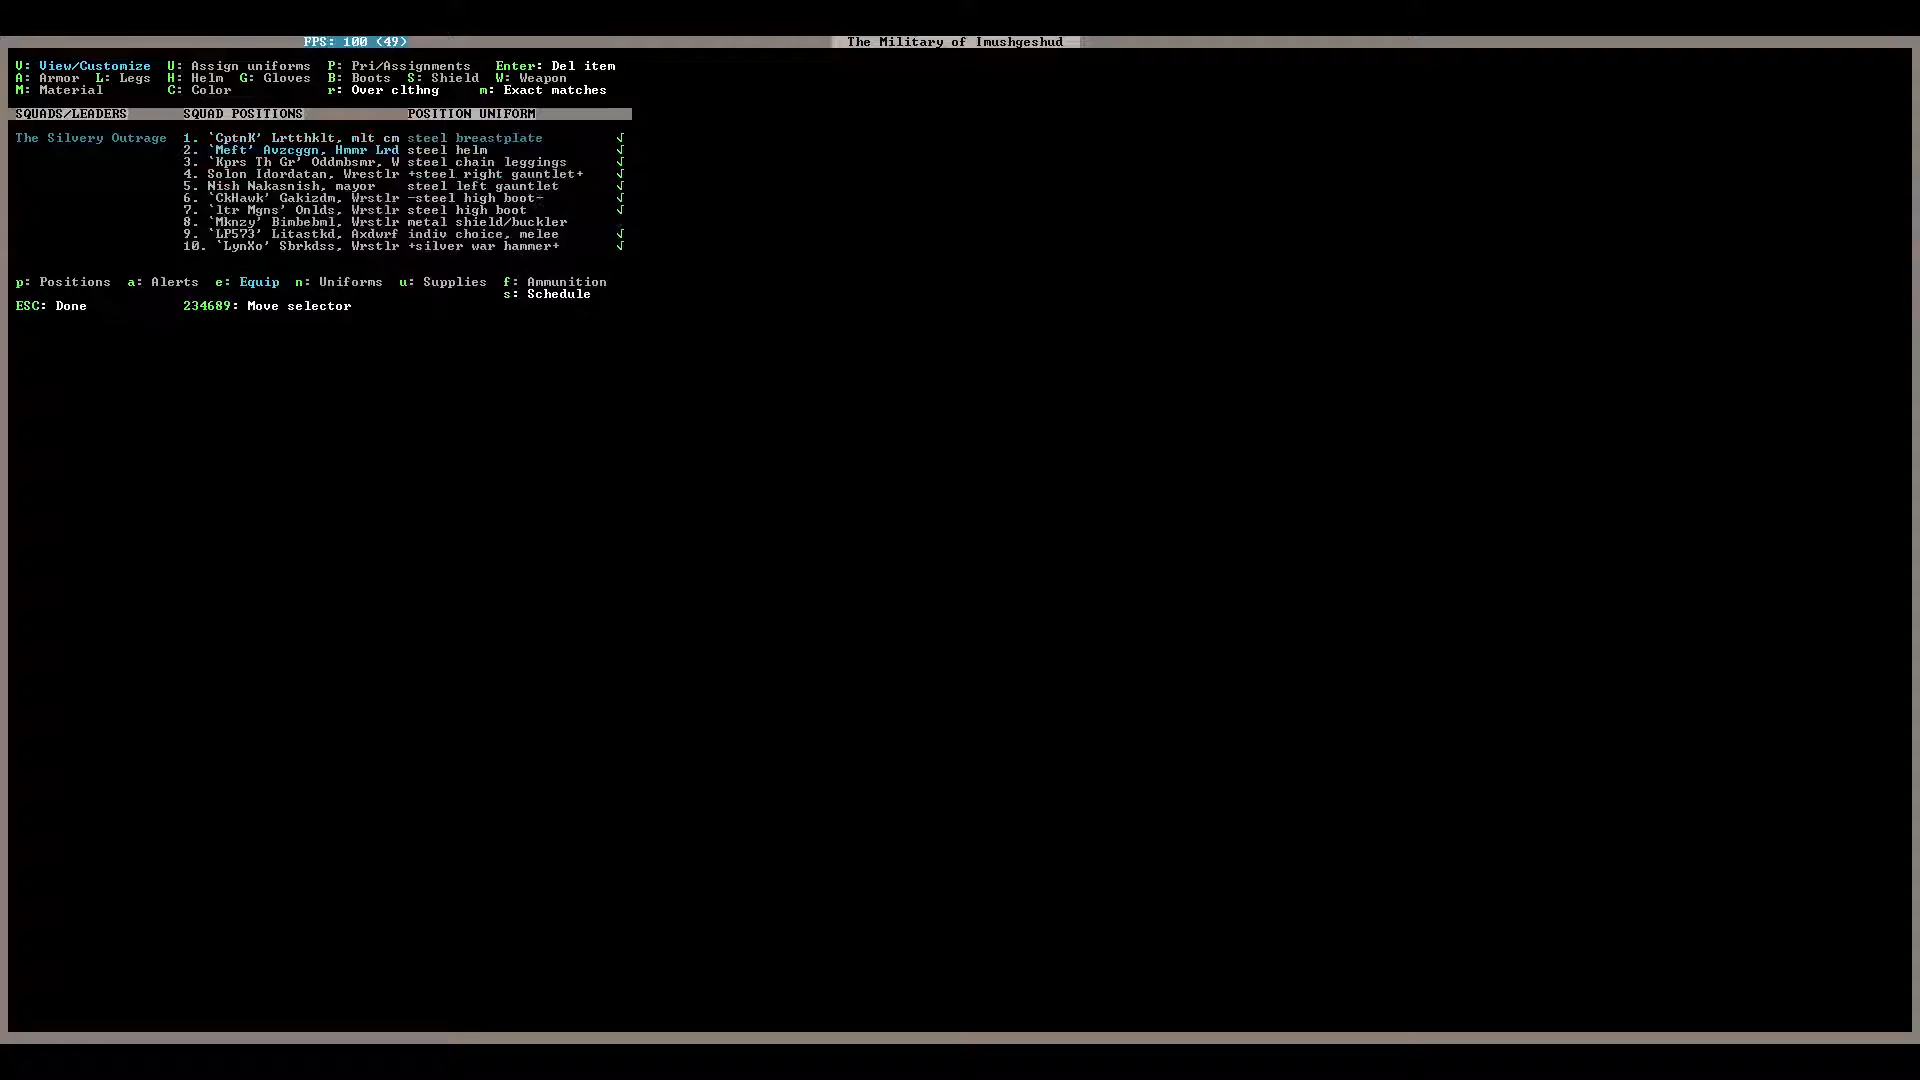 FPS: 100 (49) The Military of Imushgeshud
V: View/Customize U: Assign uniforms P: Pri/Assignments Enter: Del item
A: Armor L: Legs H: Helm G: Gloves B: Boots S: Shield W: Weapon
M: Material C: Color r: Over clthng m: Exact matches
SQUADS/LEADERS SQUAD POSITIONS POSITION UNIFORM
The Silvery Outrage 1. `CptnK' Lrtthklt, mlt cm steel breastplate √
2. `Meft' Avzcggn, Hmmr Lrd steel helm √
3. `Kprs Th Gr' Oddmbsmr, W steel chain leggings √
4. Solon Idordatan, Wrestlr +steel right gauntlet+ √
5. Nish Nakasnish, mayor steel left gauntlet √
6. `CkHawk' Gakizdm, Wrstlr -steel high boot- √
7. `ltr Mgns' Onlds, Wrstlr steel high boot √
8. `Mknzy' Bimbebml, Wrstlr metal shield/buckler
9. `LP573' Litastkd, Axdwrf indiv choice, melee √
10. `LynXo' Sbrkdss, Wrstlr +silver war hammer+ √
p: Positions a: Alerts e: Equip n: Uniforms u: Supplies f: Ammunition
s: Schedule
ESC: Done 234689: Move selector